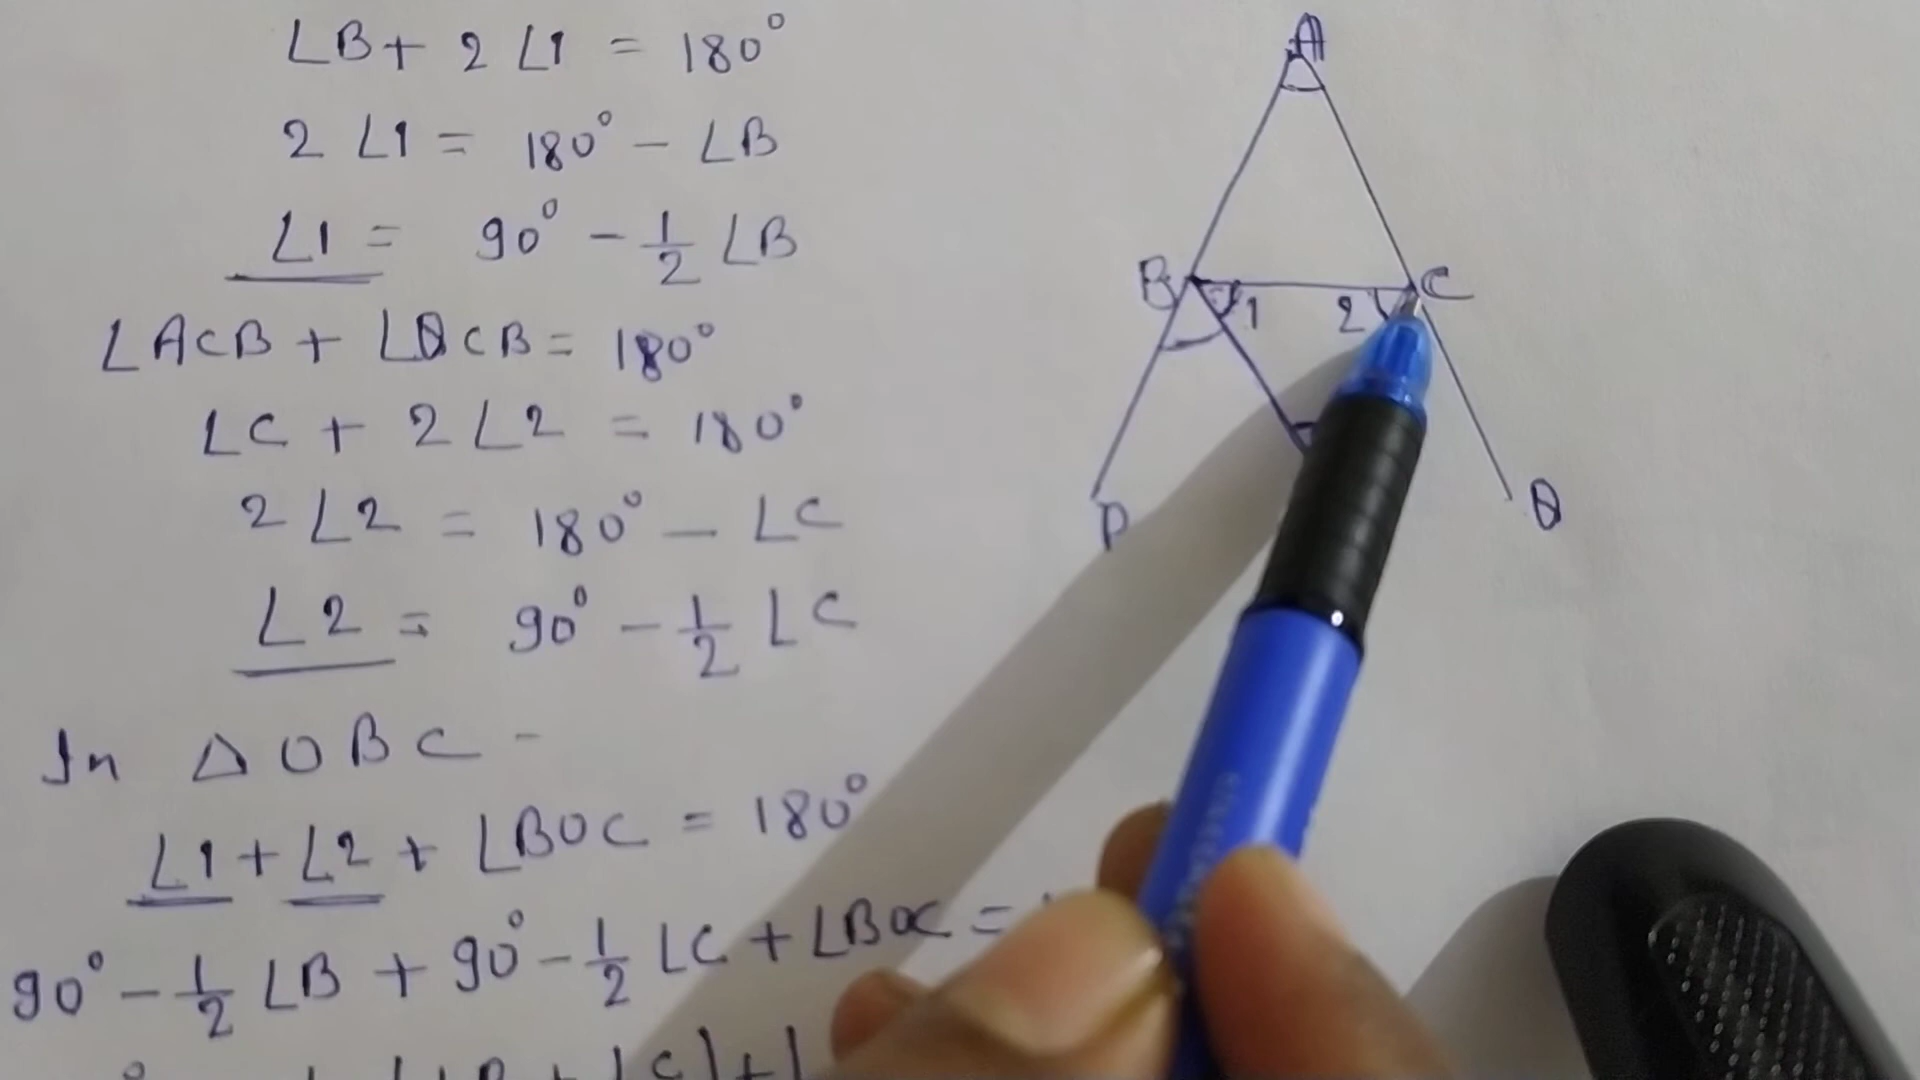 ∠B + 2 ∠1 = 180°
2 ∠1 = 180° - ∠B
∠1 = 90° - 1/2 ∠B
∠ACB + ∠QCB = 180°
∠C + 2 ∠2 = 180°
2 ∠2 = 180° - ∠C
∠2 = 90° - 1/2 ∠C
In △OBC -
∠1 + ∠2 + ∠BOC = 180°
90° - 1/2 ∠B + 90° - 1/2 ∠C + ∠BOC =
A
B
1
2
C
P
Q